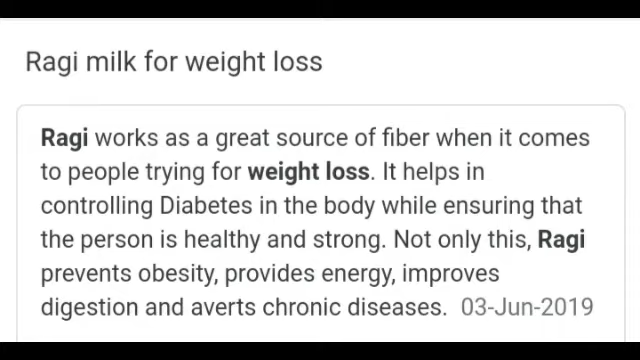 Ragi milk for weight loss
Ragi works as a great source of fiber when it comes
to people trying for weight loss. It helps in
controlling Diabetes in the body while ensuring that
the person is healthy and strong. Not only this, Ragi
prevents obesity, provides energy, improves
digestion and averts chronic diseases. 03-Jun-2019